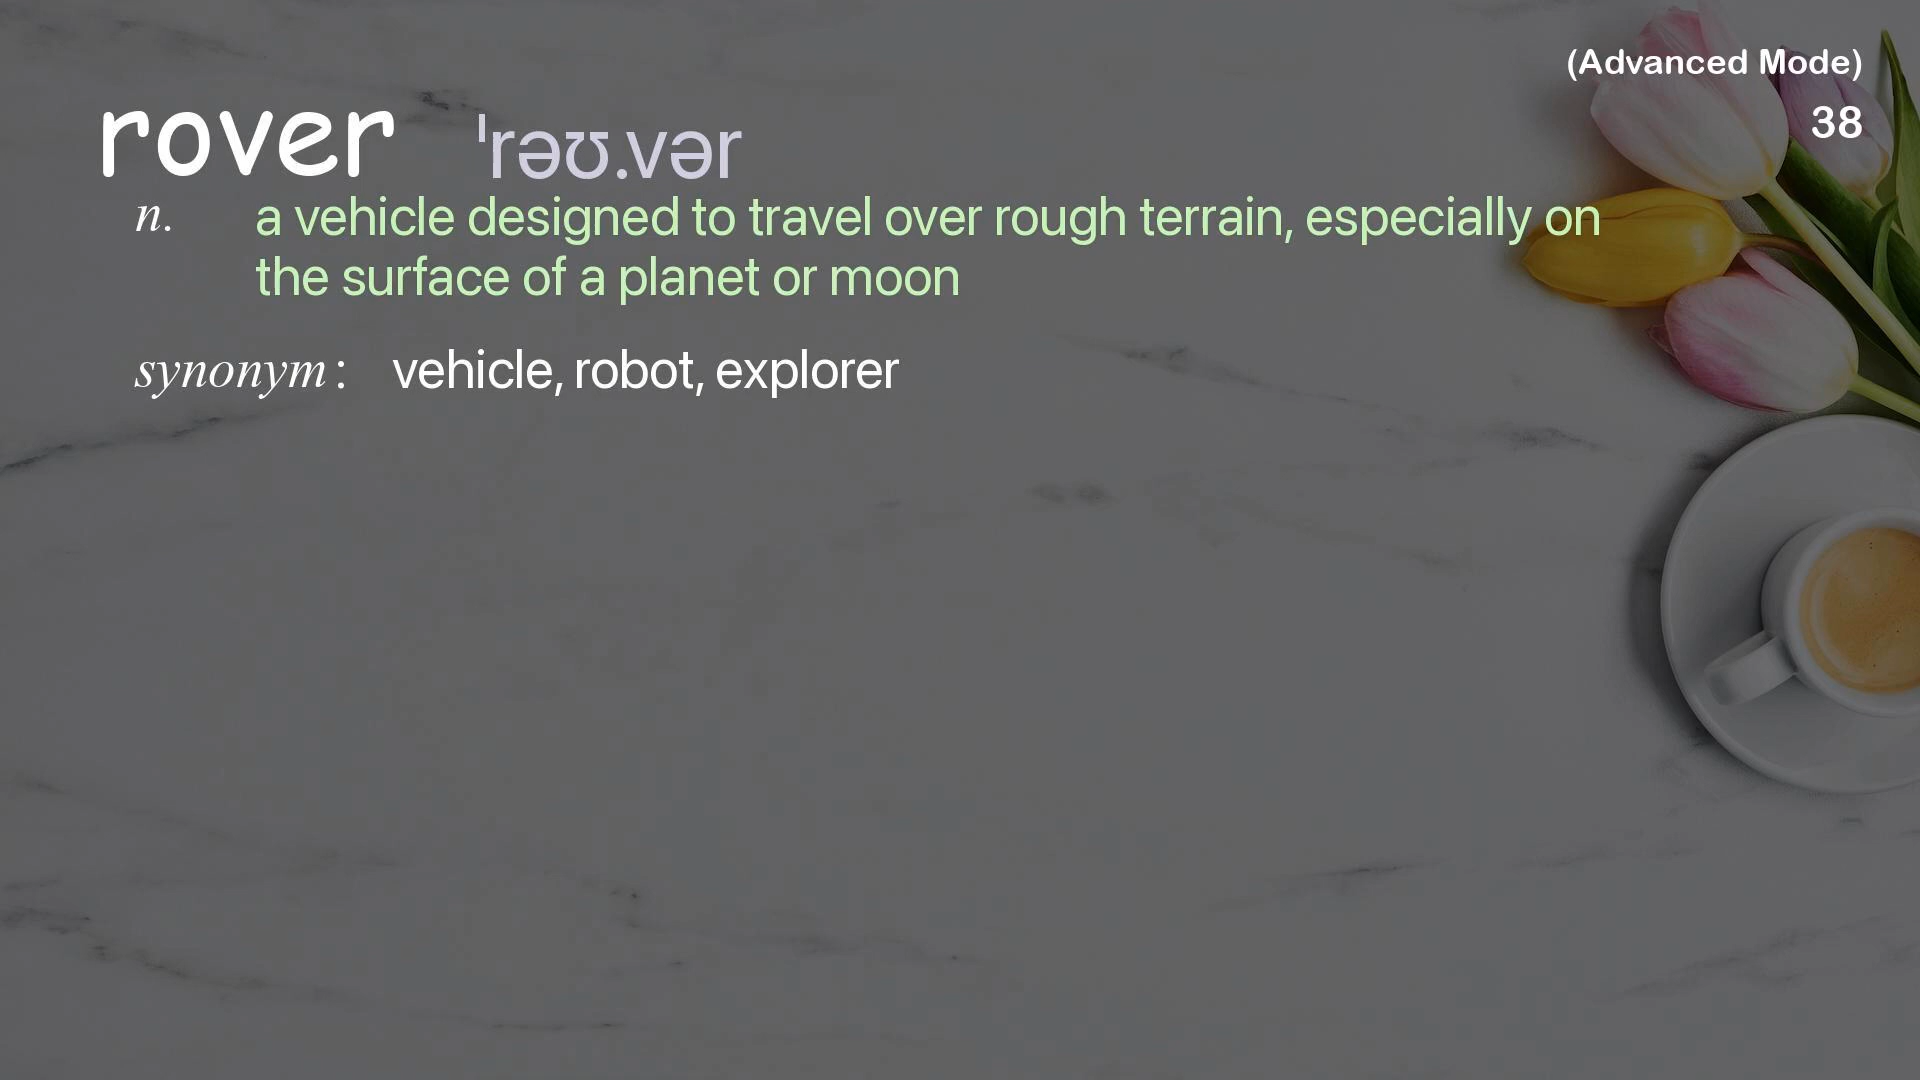 (Advanced Mode)
38
rover ˈrəʊ.vər
n. a vehicle designed to travel over rough terrain, especially on
the surface of a planet or moon
synonym: vehicle, robot, explorer